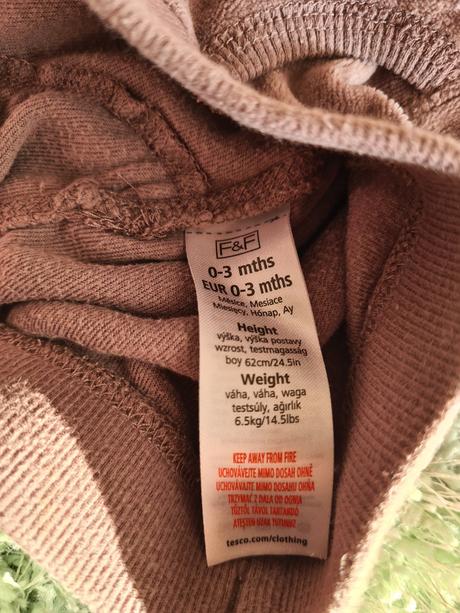 F&F
0-3 mths
EUR 0-3 mths
Měsíce, Mesiace
Miesięcy, Hónap, Ay
Height
výška, výška postavy
wzrost, testmagasság
boy 62cm/24.5in
Weight
váha, váha, waga
testsúly, ağırlık
6.5kg/14.5lbs
KEEP AWAY FROM FIRE
UCHOVÁVEJTE MIMO DOSAH OHNĚ
UCHOVÁVAJTE MIMO DOSAHU OHŇA
TRZYMAĆ Z DALA OD OGNIA
TŰZTŐL TÁVOL TARTANDÓ
ATEŞTEN UZAK TUTUNUZ
tesco.com/clothing